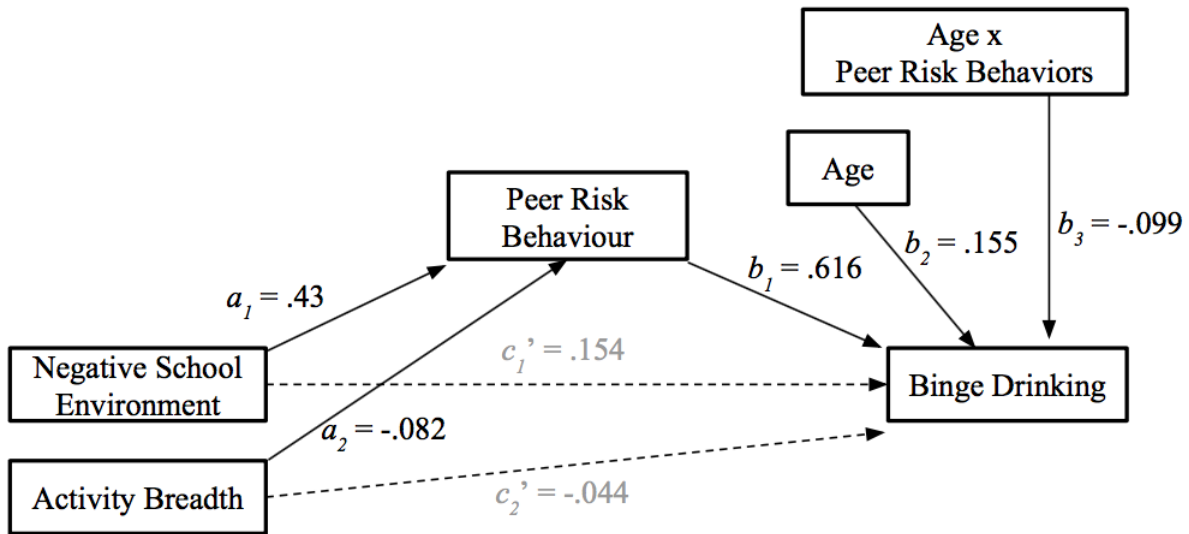 Age x
Peer Risk Behaviors
Age
Peer Risk
Behaviour
b₂ = .155
b₃ = -.099
b₁ = .616
a₁ = .43
c₁’ = .154
Negative School
Environment
Binge Drinking
a₂ = -.082
Activity Breadth
c₂’ = -.044